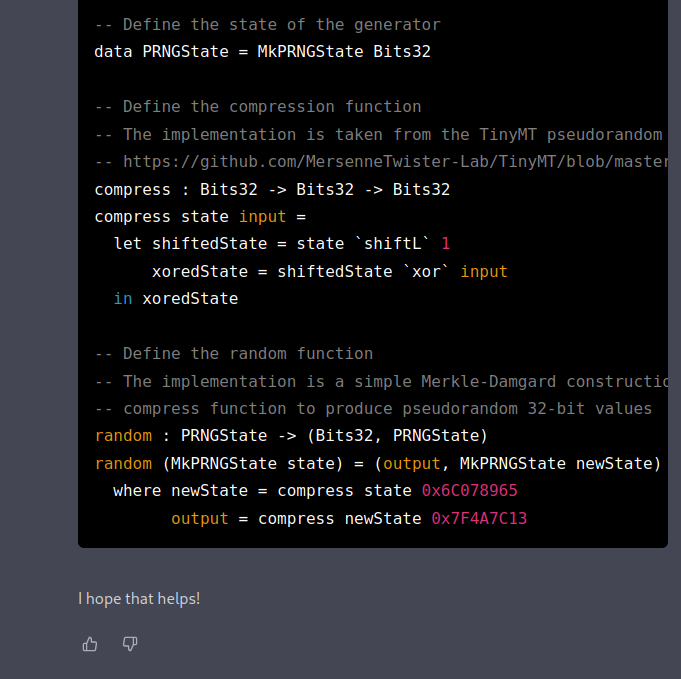 -- Define the state of the generator
data PRNGState = MkPRNGState Bits32
-- Define the compression function
-- The implementation is taken from the TinyMT pseudorandom
-- https://github.com/MersenneTwister-Lab/TinyMT/blob/master
compress : Bits32 -> Bits32 -> Bits32
compress state input =
  let shiftedState = state `shiftL` 1
      xoredState = shiftedState `xor` input
  in xoredState
-- Define the random function
-- The implementation is a simple Merkle-Damgard constructio
-- compress function to produce pseudorandom 32-bit values
random : PRNGState -> (Bits32, PRNGState)
random (MkPRNGState state) = (output, MkPRNGState newState)
  where newState = compress state 0x6C078965
        output = compress newState 0x7F4A7C13
I hope that helps!